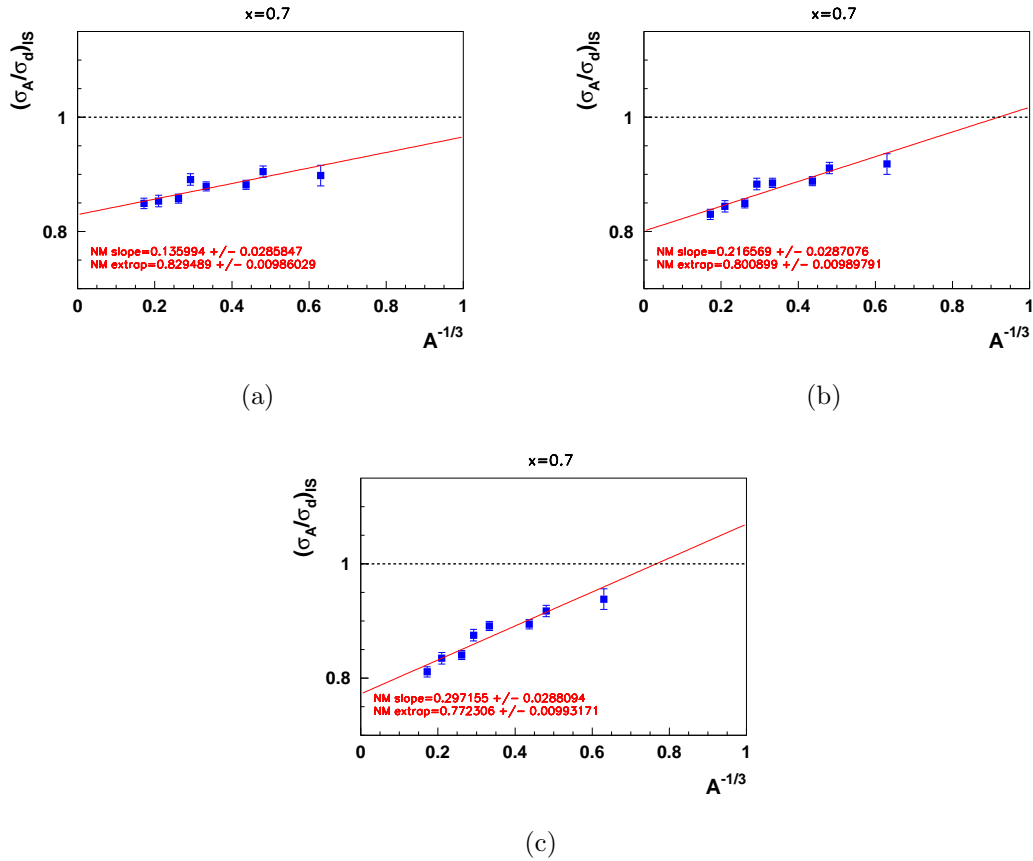 x=0.7
(σA/σd)IS
1
0.8
NM slope=0.135994 +/- 0.0285847
NM extrap=0.829489 +/- 0.00986029
0 0.2 0.4 0.6 0.8 1
A-1/3
(a)
x=0.7
(σA/σd)IS
1
0.8
NM slope=0.216569 +/- 0.0287076
NM extrap=0.800899 +/- 0.00989791
0 0.2 0.4 0.6 0.8 1
A-1/3
(b)
x=0.7
(σA/σd)IS
1
0.8
NM slope=0.297155 +/- 0.0288094
NM extrap=0.772306 +/- 0.00993171
0 0.2 0.4 0.6 0.8 1
A-1/3
(c)